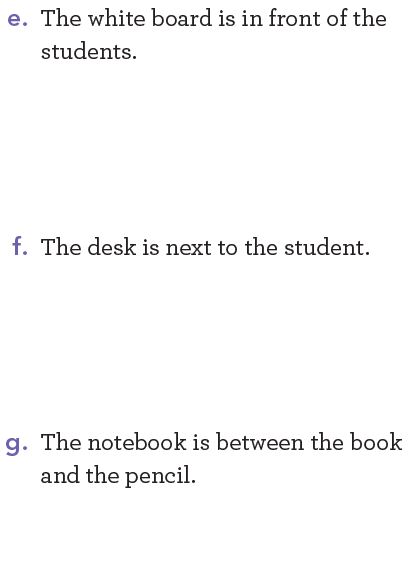 e. The white board is in front of the
students.
f. The desk is next to the student.
g. The notebook is between the book
and the pencil.